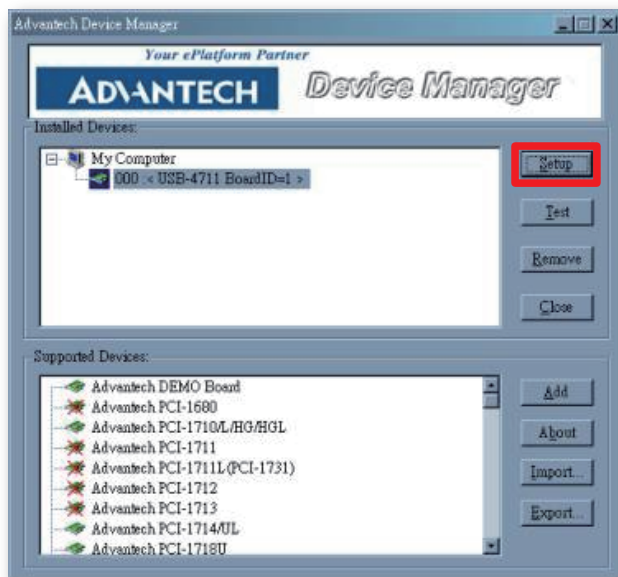 Advantech Device Manager
Your ePlatform Partner
ADVANTECH Device Manager
Installed Devices:
My Computer
000 :< USB-4711 BoardID=1 >
Setup
Test
Remove
Close
Supported Devices:
Advantech DEMO Board
Advantech PCI-1680
Advantech PCI-1710/L/HG/HGL
Advantech PCI-1711
Advantech PCI-1711L(PCI-1731)
Advantech PCI-1712
Advantech PCI-1713
Advantech PCI-1714/UL
Advantech PCI-1718U
Add
About
Import...
Export...